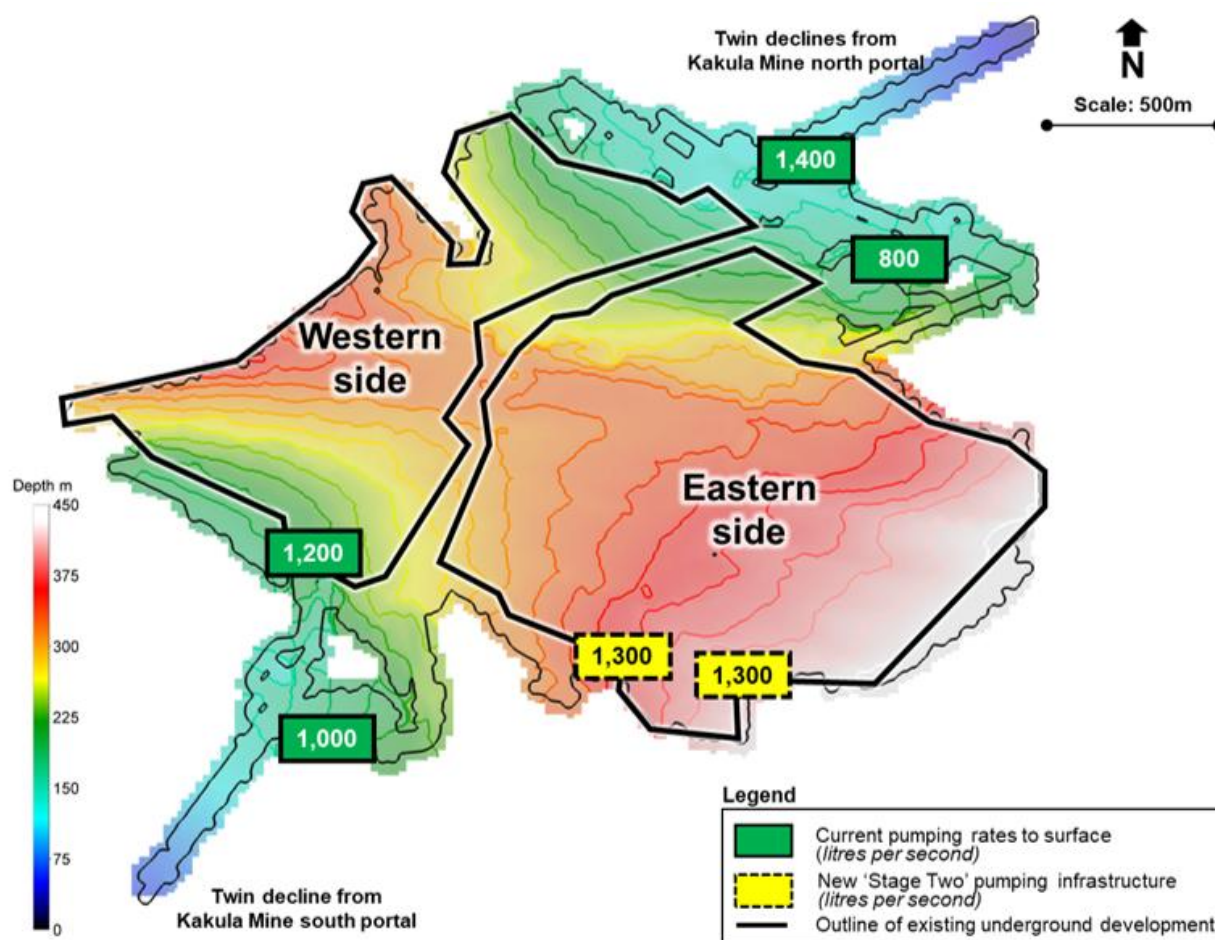 Twin declines from
Kakula Mine north portal
N
Scale: 500m
1,400
800
Western
side
Eastern
side
Depth m
450
375
300
225
150
75
0
1,200
1,300
1,300
1,000
Twin decline from
Kakula Mine south portal
Legend
Current pumping rates to surface
(litres per second)
New ‘Stage Two’ pumping infrastructure
(litres per second)
Outline of existing underground development